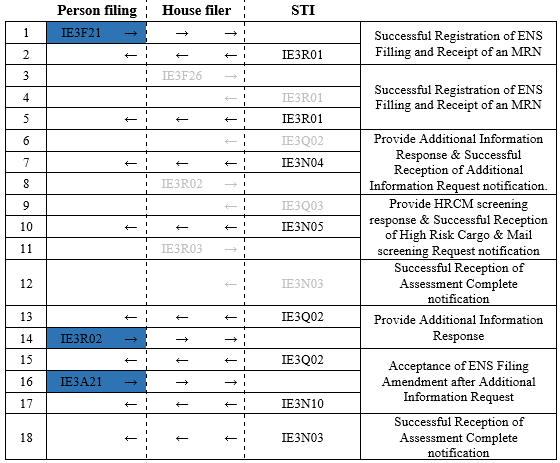 Person filing House filer STI
1 IE3F21 → → → Successful Registration of ENS
Filling and Receipt of an MRN
2 ← ← ← IE3R01
3 IE3F26 → Successful Registration of ENS
Filling and Receipt of an MRN
4 ← IE3R01
5 ← ← ← IE3R01
6 ← IE3Q02 Provide Additional Information
Response & Successful
Reception of Additional
Information Request notification.
7 ← ← ← IE3N04
8 IE3R02 →
9 ← IE3Q03 Provide HRCM screening
response & Successful Reception
of High Risk Cargo & Mail
screening Request notification
10 ← ← ← IE3N05
11 IE3R03 →
12 ← IE3N03 Successful Reception of
Assessment Complete
notification
13 ← ← ← IE3Q02 Provide Additional Information
Response
14 IE3R02 → → →
15 ← ← ← IE3Q02 Acceptance of ENS Filing
Amendment after Additional
Information Request
16 IE3A21 → → →
17 ← ← ← IE3N10
18 ← ← ← IE3N03 Successful Reception of
Assessment Complete
notification